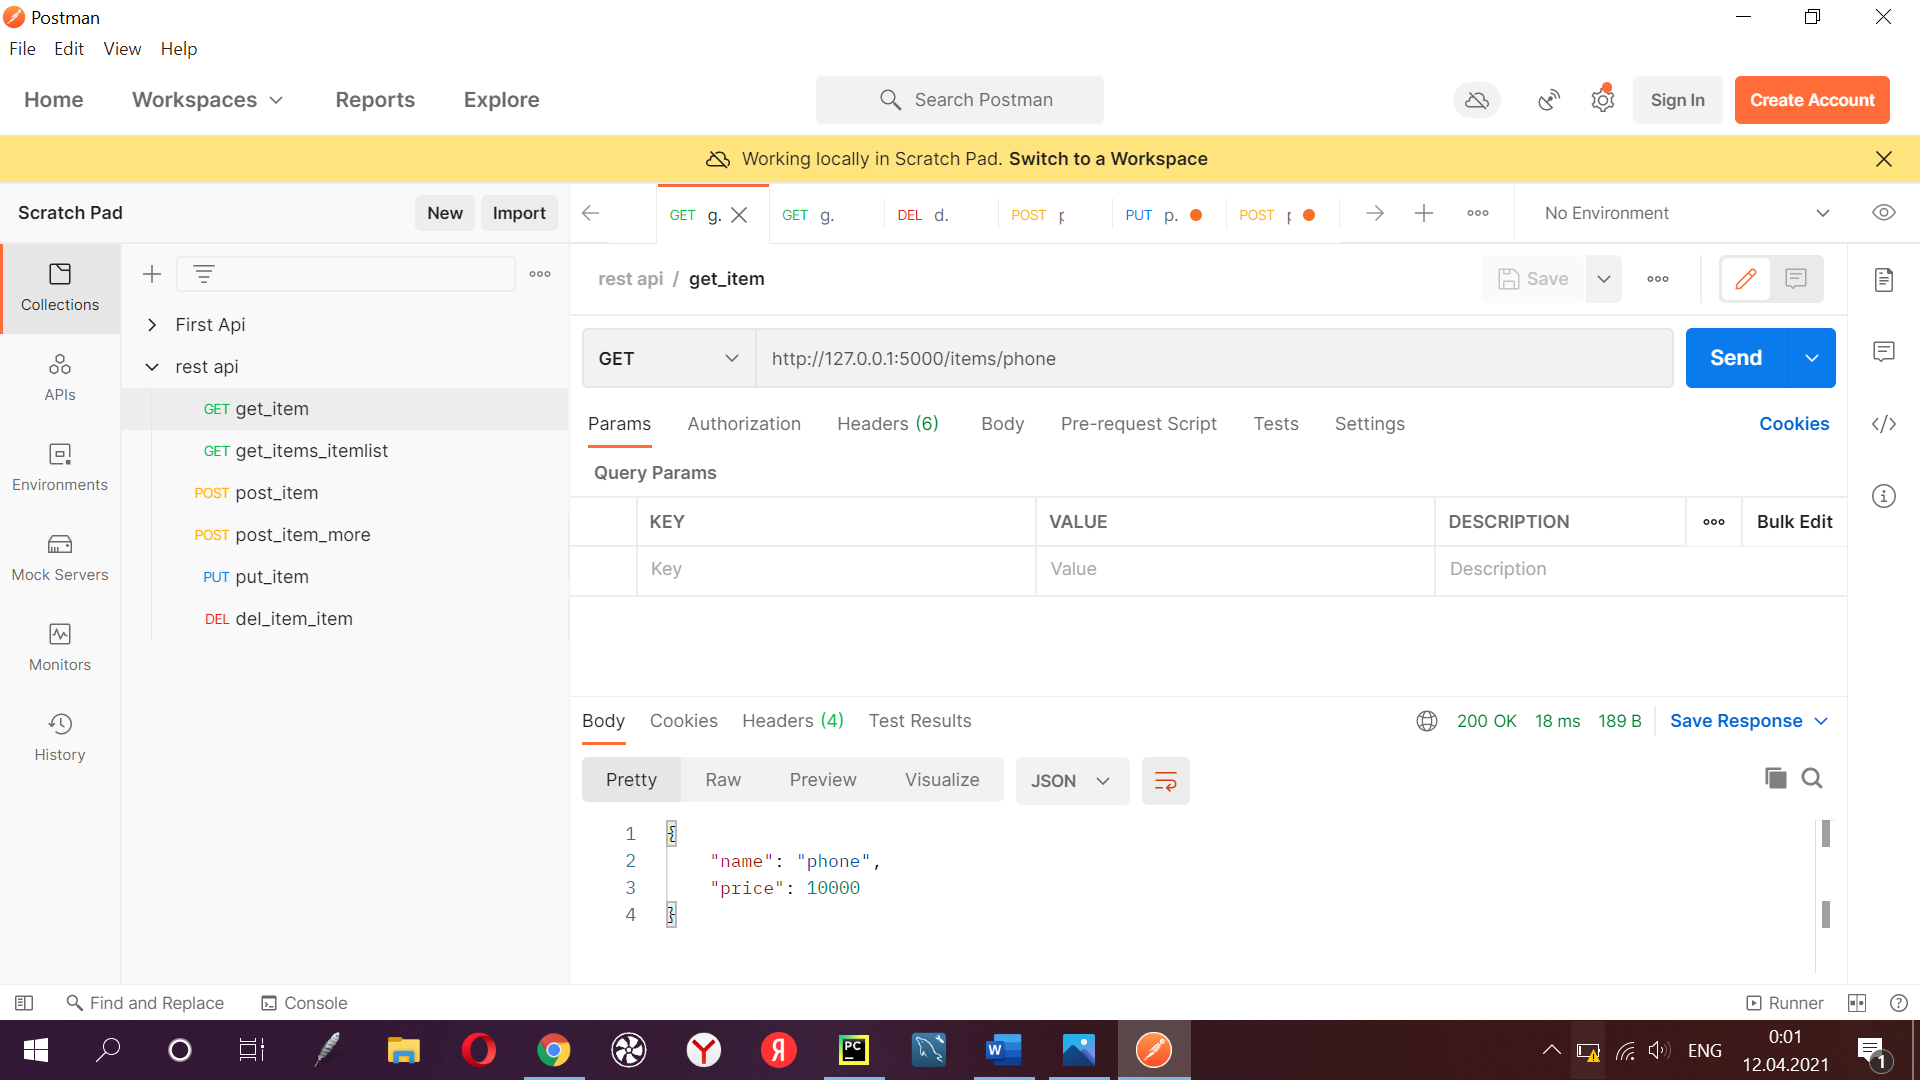 Postman
File Edit View Help
Home Workspaces Reports Explore Search Postman Sign In Create Account
Working locally in Scratch Pad. Switch to a Workspace
Scratch Pad New Import GET g. GET g. DEL d. POST PUT p. POST No Environment
Collections
APIs
Environments
Mock Servers
Monitors
History
First Api
rest api
GET get_item
GET get_items_itemlist
POST post_item
POST post_item_more
PUT put_item
DEL del_item_item
rest api / get_item Save
GET http://127.0.0.1:5000/items/phone Send
Params Authorization Headers (6) Body Pre-request Script Tests Settings Cookies
Query Params
KEY VALUE DESCRIPTION Bulk Edit
Key Value Description
Body Cookies Headers (4) Test Results 200 OK 18 ms 189 B Save Response
Pretty Raw Preview Visualize JSON
1 {
2 "name": "phone",
3 "price": 10000
4 }
Find and Replace Console Runner
ENG 0:01
12.04.2021 1